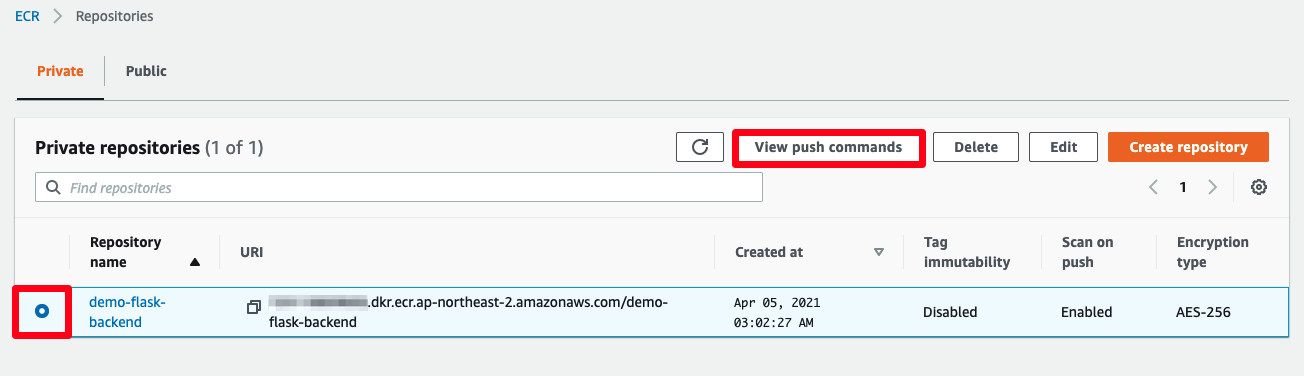 ECR > Repositories
Private Public
Private repositories (1 of 1) View push commands Delete Edit Create repository
Find repositories 1
Repository name URI Created at Tag immutability Scan on push Encryption type
demo-flask-
backend
.dkr.ecr.ap-northeast-2.amazonaws.com/demo-
flask-backend
Apr 05, 2021
03:02:27 AM
Disabled Enabled AES-256